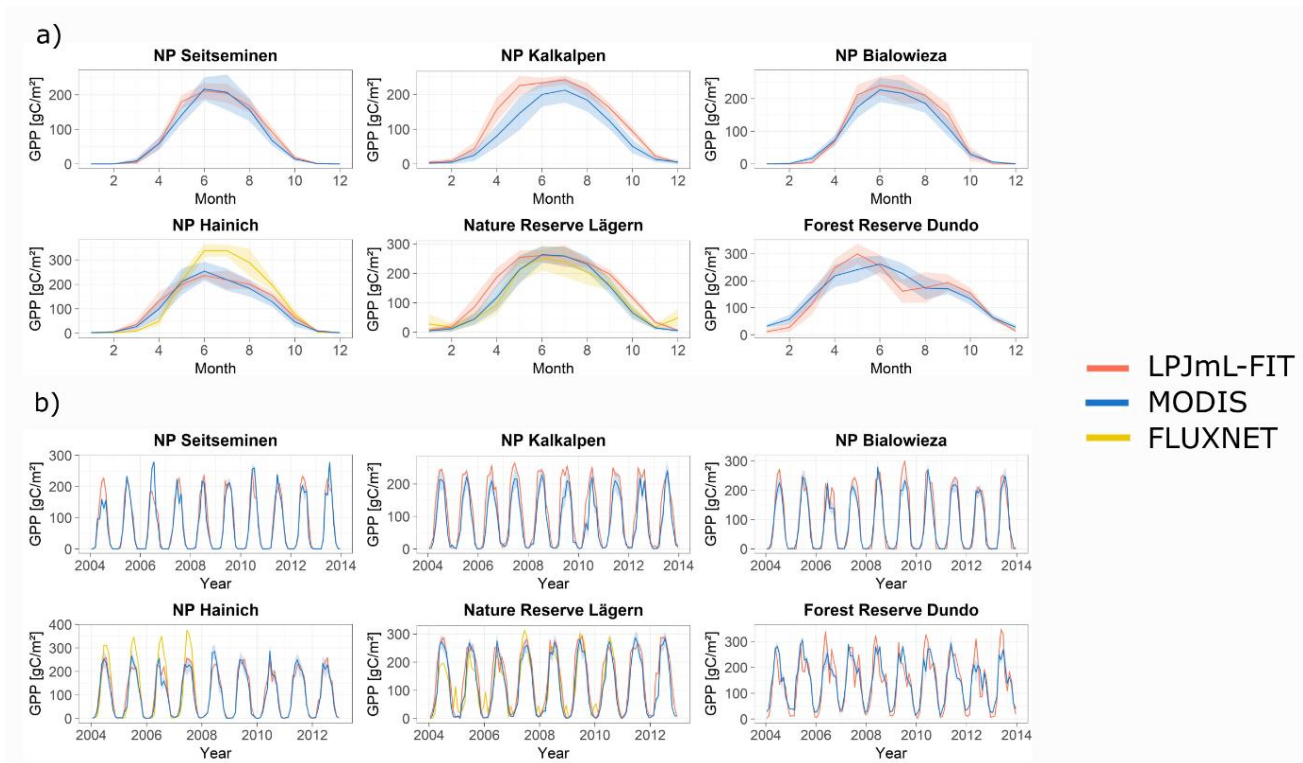 a)
NP Seitseminen
NP Kalkalpen
NP Bialowieza
GPP [gC/m²]
200
100
0
2 4 6 8 10 12
Month
GPP [gC/m²]
200
100
0
2 4 6 8 10 12
Month
GPP [gC/m²]
200
100
0
2 4 6 8 10 12
Month
NP Hainich
Nature Reserve Lägern
Forest Reserve Dundo
GPP [gC/m²]
300
200
100
0
2 4 6 8 10 12
Month
GPP [gC/m²]
300
200
100
0
2 4 6 8 10 12
Month
GPP [gC/m²]
300
200
100
0
2 4 6 8 10 12
Month
LPJmL-FIT
MODIS
FLUXNET
b)
NP Seitseminen
NP Kalkalpen
NP Bialowieza
GPP [gC/m²]
300
200
100
0
2004 2006 2008 2010 2012 2014
Year
GPP [gC/m²]
200
100
0
2004 2006 2008 2010 2012 2014
Year
GPP [gC/m²]
300
200
100
0
2004 2006 2008 2010 2012 2014
Year
NP Hainich
Nature Reserve Lägern
Forest Reserve Dundo
GPP [gC/m²]
400
300
200
100
0
2004 2006 2008 2010 2012
Year
GPP [gC/m²]
300
200
100
0
2004 2006 2008 2010 2012
Year
GPP [gC/m²]
300
200
100
0
2004 2006 2008 2010 2012 2014
Year